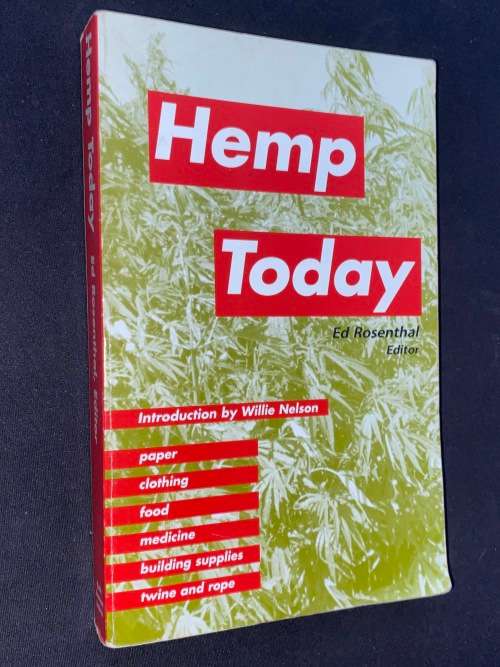 Hemp Today Ed Rosenthal, Editor
Hemp
Today
Ed Rosenthal
Editor
Introduction by Willie Nelson
paper
clothing
food
medicine
building supplies
twine and rope